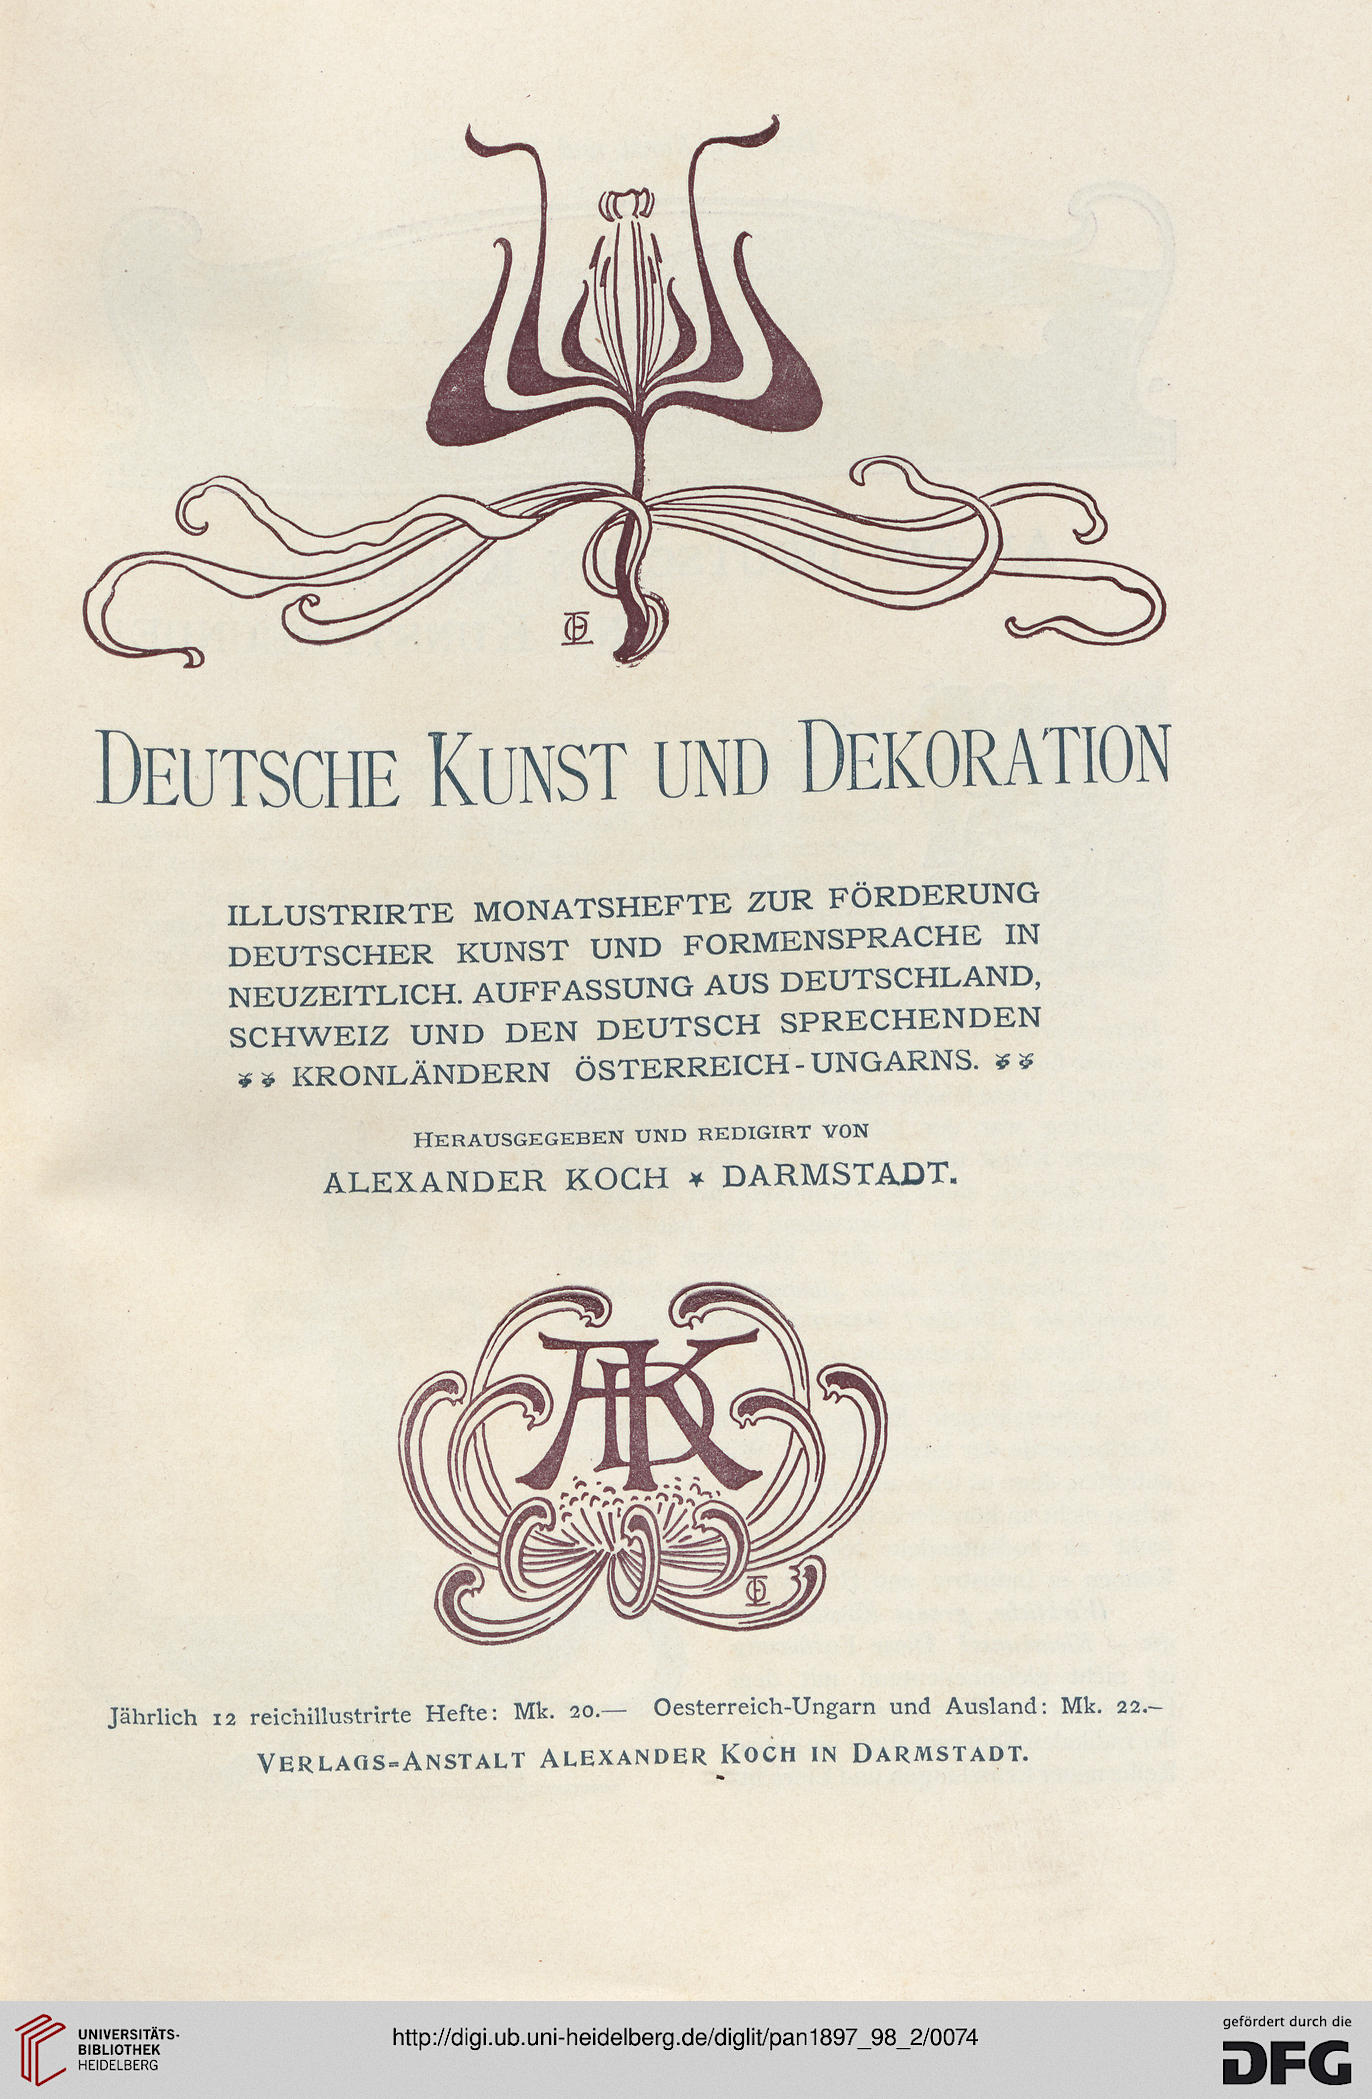 DEUTSCHE KUNST UND DEKORATION
ILLUSTRIRTE MONATSHEFTE ZUR FÖRDERUNG
DEUTSCHER KUNST UND FORMENSPRACHE IN
NEUZEITLICH. AUFFASSUNG AUS DEUTSCHLAND,
SCHWEIZ UND DEN DEUTSCH SPRECHENDEN
KRONLÄNDERN ÖSTERREICH-UNGARNS.
HERAUSGEGEBEN UND REDIGIRT VON
ALEXANDER KOCH ★ DARMSTADT.
AK
Jährlich 12 reichillustrirte Hefte: Mk. 20.— Oesterreich-Ungarn und Ausland: Mk. 22.–
VERLAGS=ANSTALT ALEXANDER KOCH IN DARMSTADT.
UNIVERSITÄTS-
BIBLIOTHEK
HEIDELBERG
http://digi.ub.uni-heidelberg.de/diglit/pan1897_98_2/0074
gefördert durch die
DFG